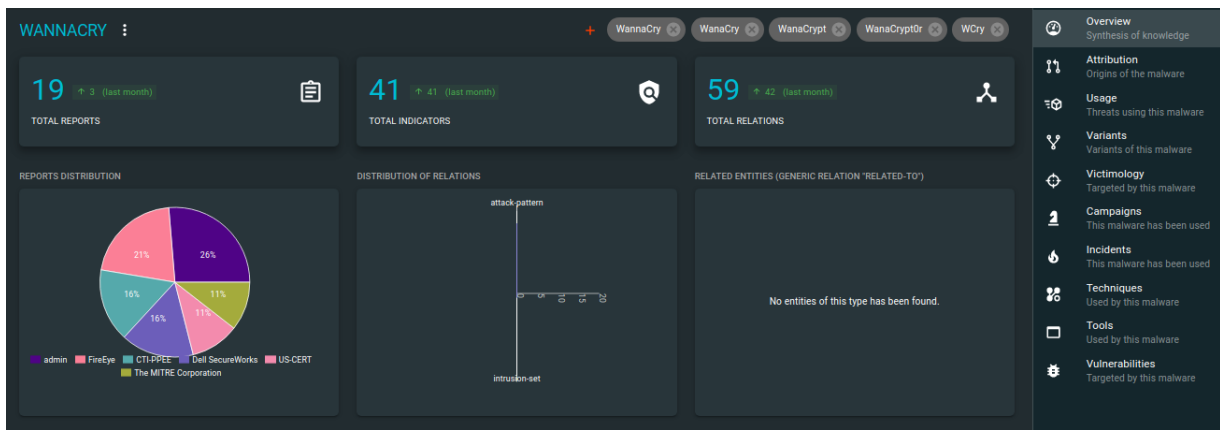 WANNACRY
WannaCry
WanaCry
WanaCrypt
WanaCrypt0r
WCry
19 ↑ 3 (last month)
TOTAL REPORTS
41 ↑ 41 (last month)
TOTAL INDICATORS
59 ↑ 42 (last month)
TOTAL RELATIONS
REPORTS DISTRIBUTION
21%
26%
16%
11%
16%
11%
admin FireEye CTI-PPEE Dell SecureWorks US-CERT
The MITRE Corporation
DISTRIBUTION OF RELATIONS
attack-pattern
0 5 10 15 20
intrusion-set
RELATED ENTITIES (GENERIC RELATION "RELATED-TO")
No entities of this type has been found.
Overview
Synthesis of knowledge
Attribution
Origins of the malware
Usage
Threats using this malware
Variants
Variants of this malware
Victimology
Targeted by this malware
Campaigns
This malware has been used
Incidents
This malware has been used
Techniques
Used by this malware
Tools
Used by this malware
Vulnerabilities
Targeted by this malware